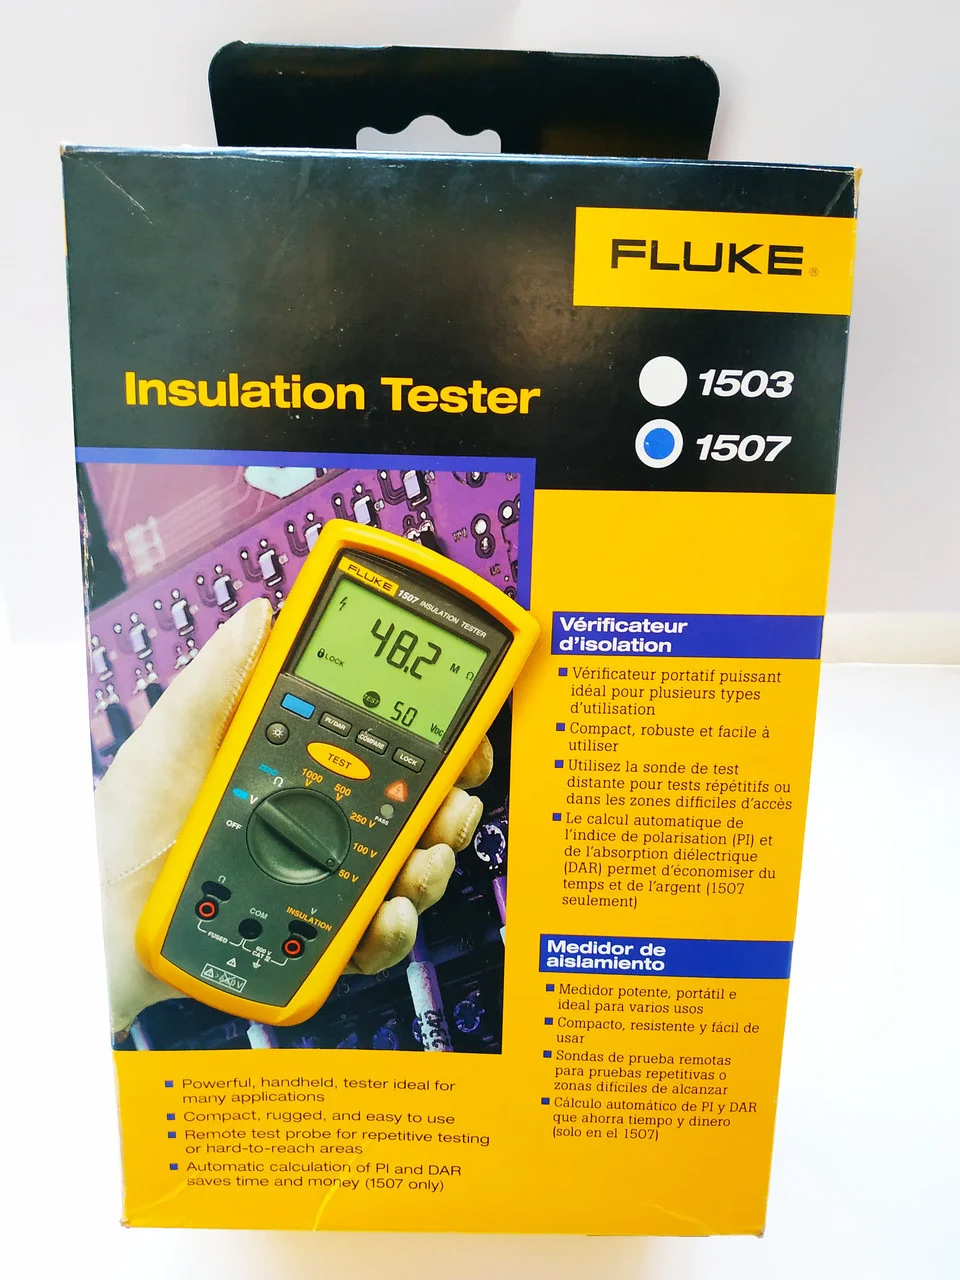 FLUKE®
Insulation Tester
1503
1507
FLUKE 1507 INSULATION TESTER
48.2 M Ω
LOCK
TEST 50 VDC
PI/DAR
COMPARE
LOCK
TEST
ZERO Ω
1000 V
500 V
250 V
100 V
50 V
V
OFF
PASS
Ω
COM
V
INSULATION
FUSED
600 V
CAT III
Vérificateur
d'isolation
Vérificateur portatif puissant
idéal pour plusieurs types
d'utilisation
Compact, robuste et facile à
utiliser
Utilisez la sonde de test
distante pour tests répétitifs ou
dans les zones difficiles d'accès
Le calcul automatique de
l'indice de polarisation (PI) et
de l'absorption diélectrique
(DAR) permet d'économiser du
temps et de l'argent (1507
seulement)
Medidor de
aislamiento
Medidor potente, portátil e
ideal para varios usos
Compacto, resistente y fácil de
usar
Sondas de prueba remotas
para pruebas repetitivas o
zonas difíciles de alcanzar
Cálculo automático de PI y DAR
que ahorra tiempo y dinero
(solo en el 1507)
Powerful, handheld, tester ideal for
many applications
Compact, rugged, and easy to use
Remote test probe for repetitive testing
or hard-to-reach areas
Automatic calculation of PI and DAR
saves time and money (1507 only)